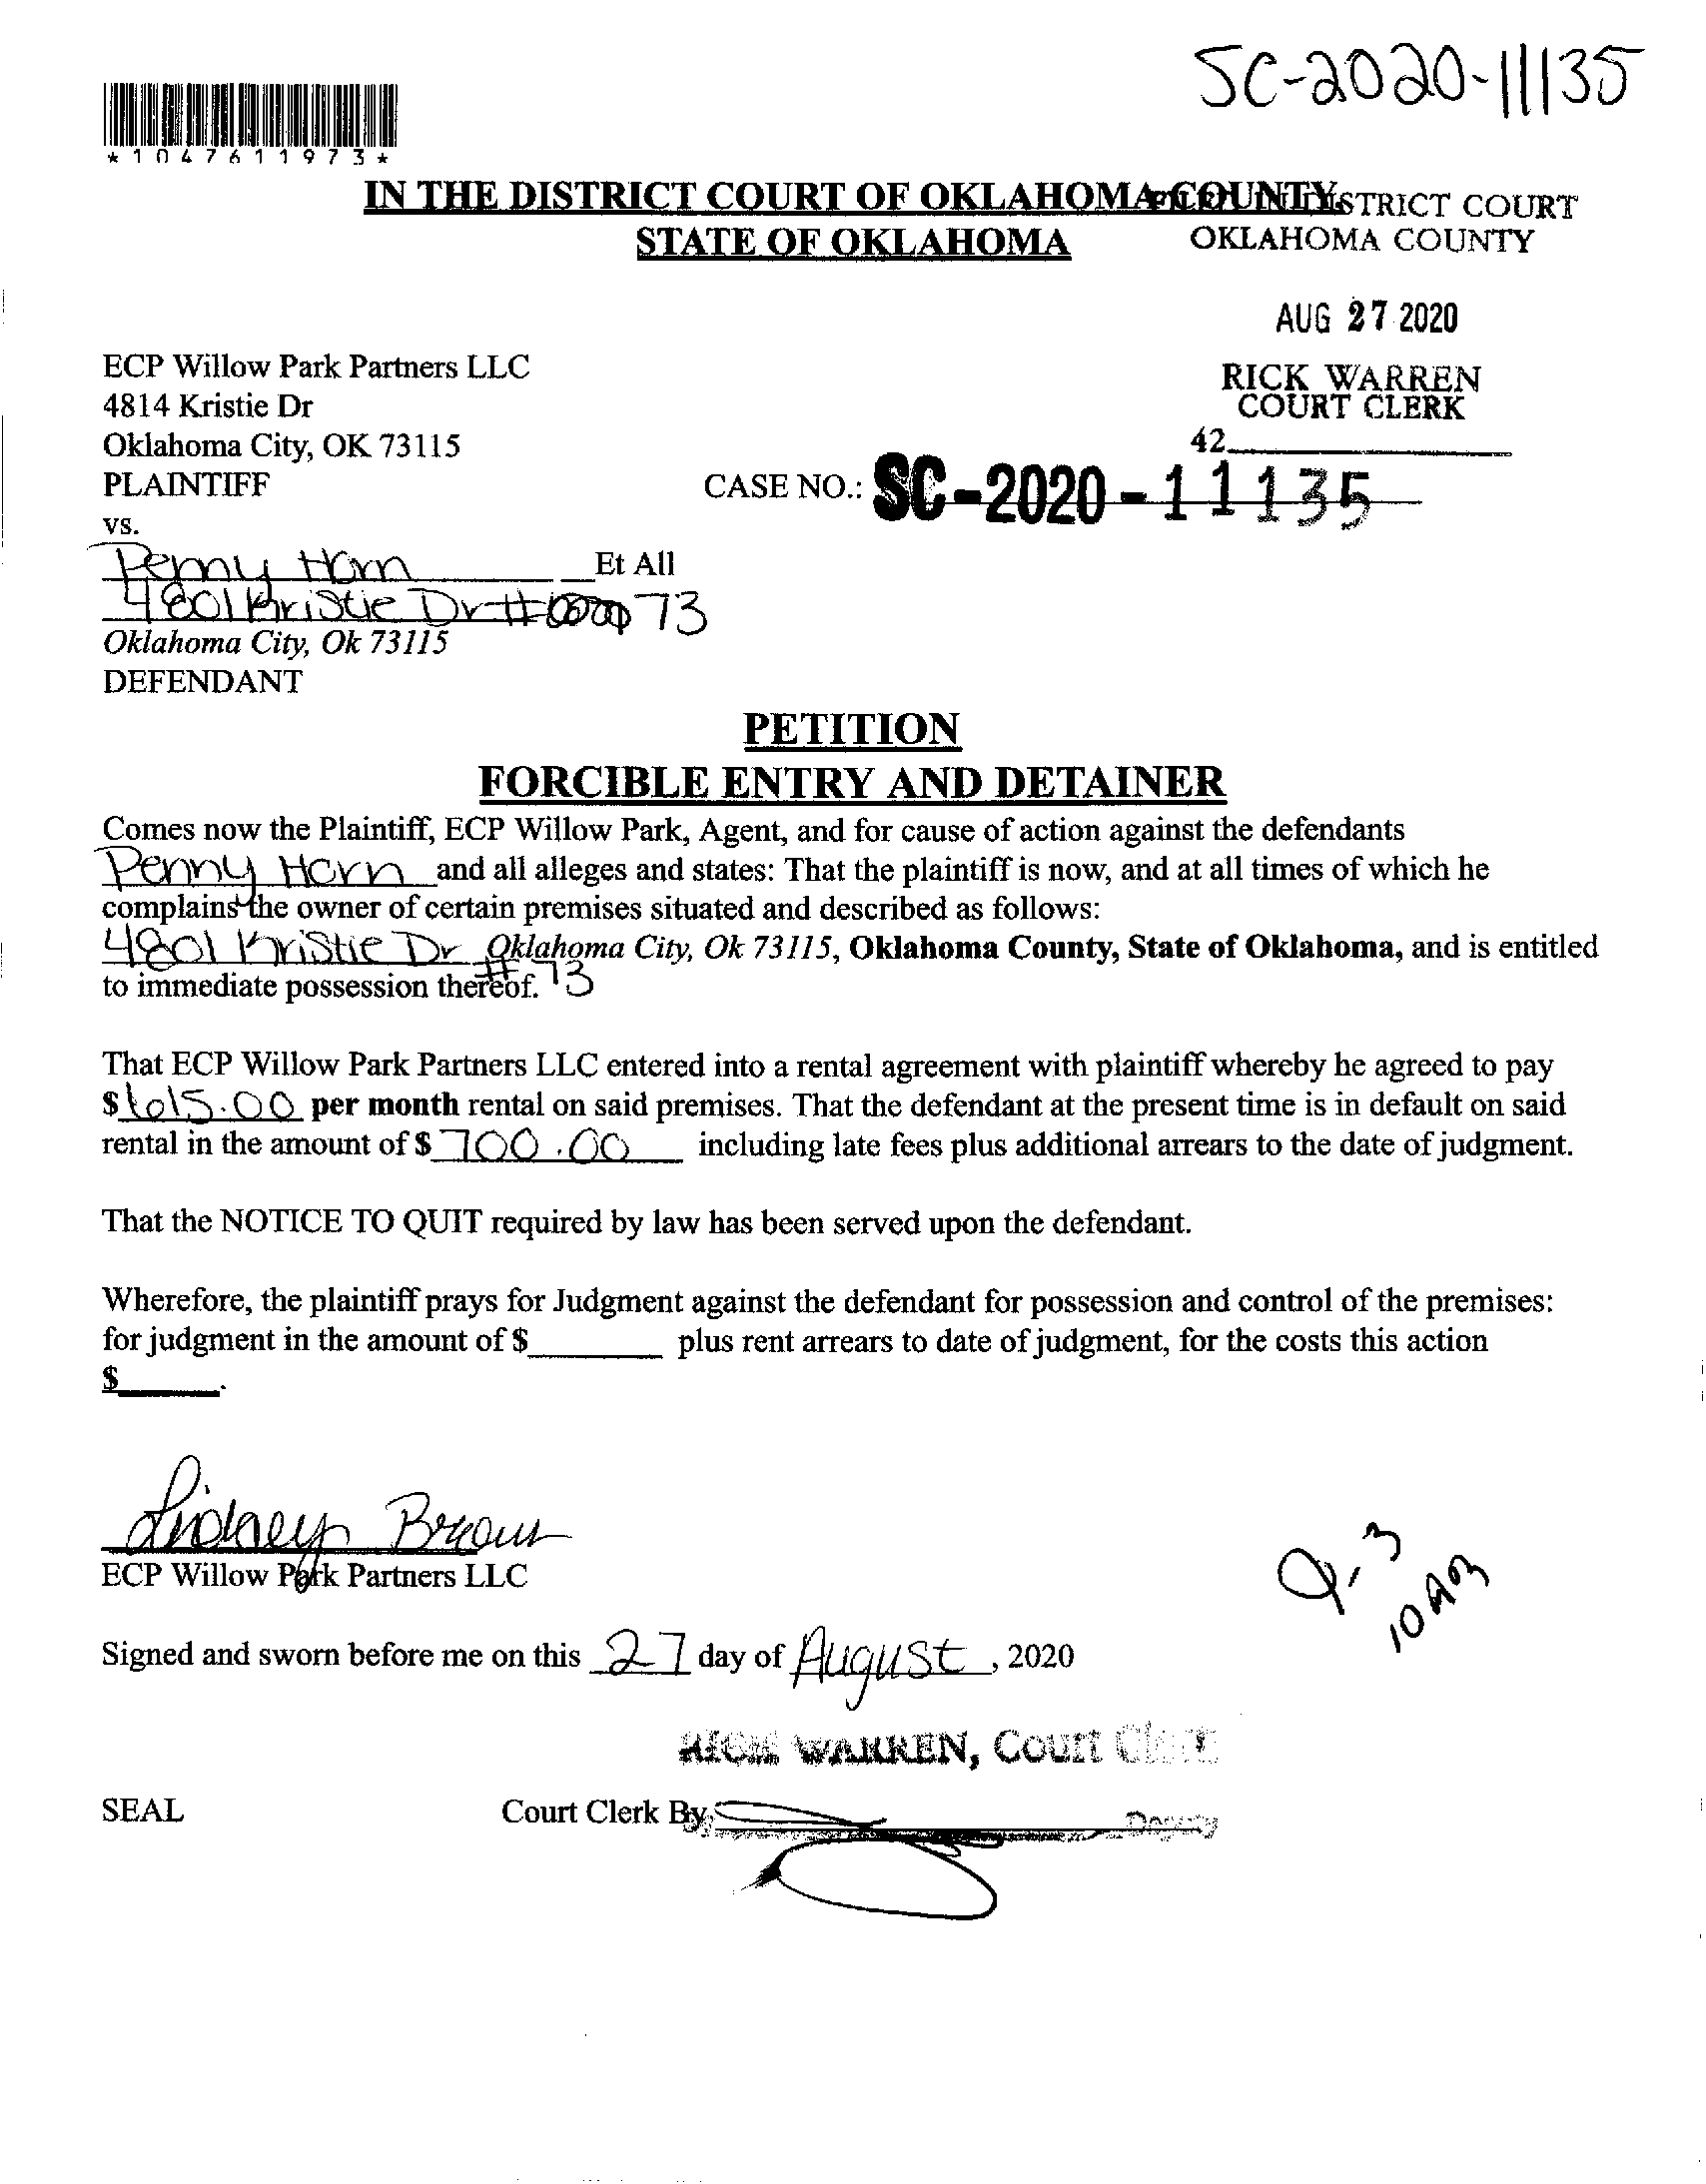 SC-2020-11135
*1047611973*
IN THE DISTRICT COURT OF OKLAHOMA COUNTY
STATE OF OKLAHOMA
DISTRICT COURT
OKLAHOMA COUNTY
AUG 27 2020
RICK WARREN
COURT CLERK
42
ECP Willow Park Partners LLC
4814 Kristie Dr
Oklahoma City, OK 73115
PLAINTIFF
CASE NO.: SC-2020-11135
vs.
Penny Horn Et All
4801 Kristie Dr # 73
Oklahoma City, Ok 73115
DEFENDANT
PETITION
FORCIBLE ENTRY AND DETAINER
Comes now the Plaintiff, ECP Willow Park, Agent, and for cause of action against the defendants
Penny Horn and all alleges and states: That the plaintiff is now, and at all times of which he
complains the owner of certain premises situated and described as follows:
4801 Kristie Dr Oklahoma City, Ok 73115, Oklahoma County, State of Oklahoma, and is entitled
#73
to immediate possession thereof.
That ECP Willow Park Partners LLC entered into a rental agreement with plaintiff whereby he agreed to pay
$615.00 per month rental on said premises. That the defendant at the present time is in default on said
rental in the amount of $ 700.00 including late fees plus additional arrears to the date of judgment.
That the NOTICE TO QUIT required by law has been served upon the defendant.
Wherefore, the plaintiff prays for Judgment against the defendant for possession and control of the premises:
for judgment in the amount of $ plus rent arrears to date of judgment, for the costs this action
$ .
ECP Willow Park Partners LLC
9-3
Signed and sworn before me on this 27 day of August, 2020
RICK WARREN, Court Clerk
SEAL
Court Clerk By Deputy